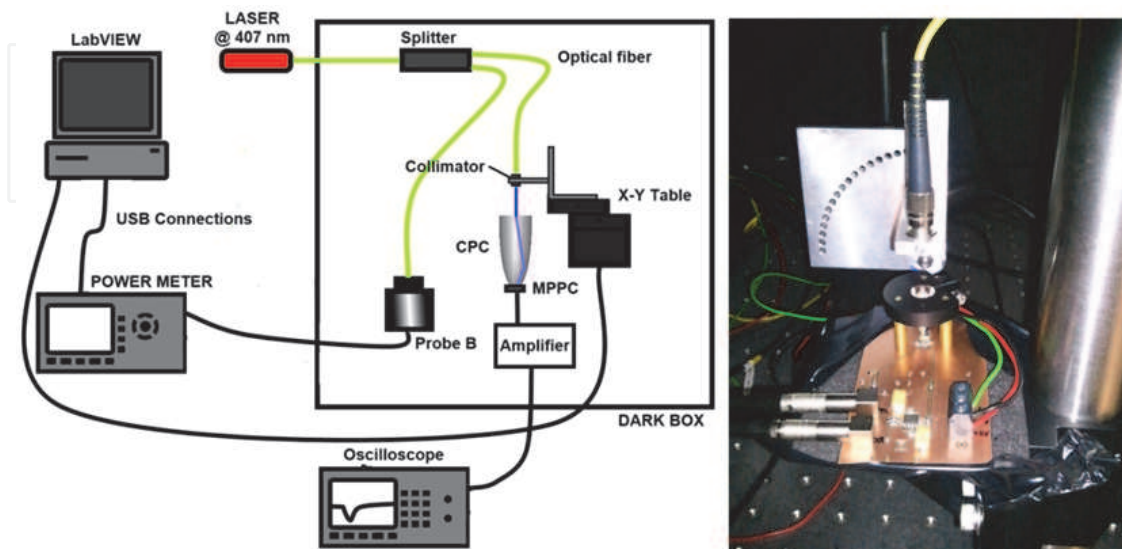 LASER
@ 407 nm
LabVIEW
Splitter
Optical fiber
Collimator
X-Y Table
USB Connections
CPC
MPPC
POWER METER
Probe B
Amplifier
DARK BOX
Oscilloscope